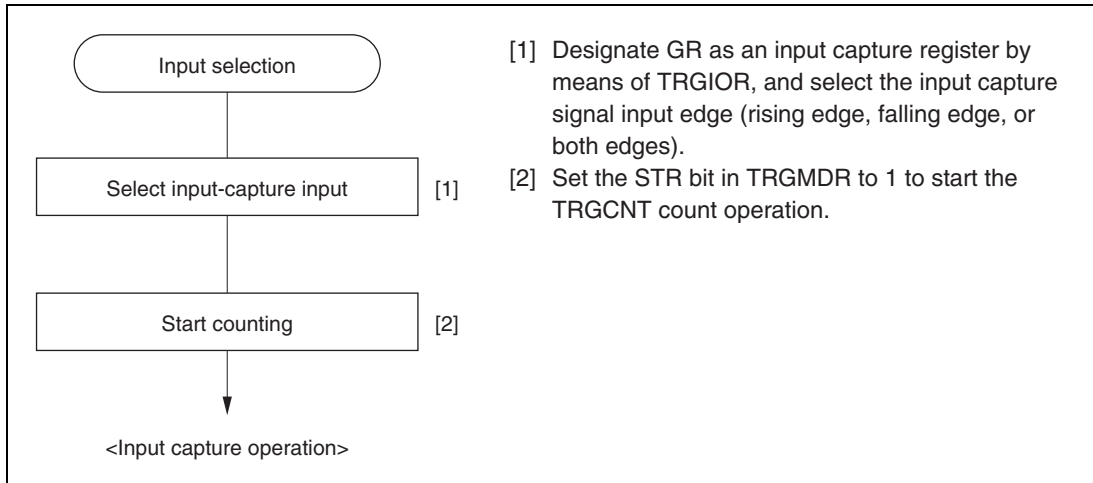 Input selection
Select input-capture input [1]
Start counting [2]
<Input capture operation>
[1] Designate GR as an input capture register by
means of TRGIOR, and select the input capture
signal input edge (rising edge, falling edge, or
both edges).
[2] Set the STR bit in TRGMDR to 1 to start the
TRGCNT count operation.